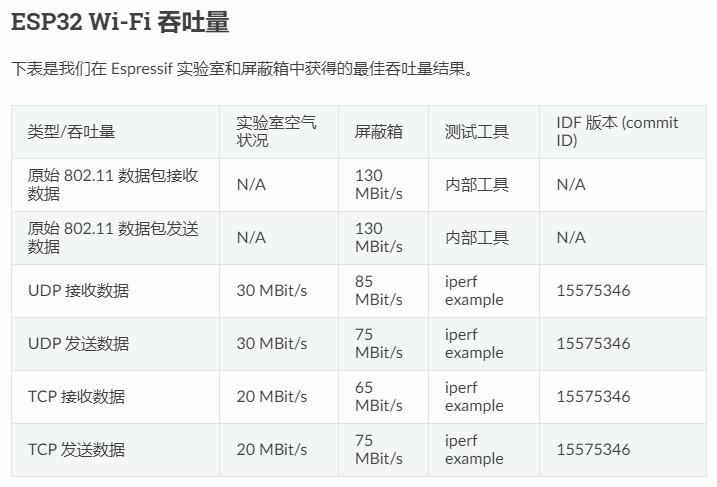 ESP32 Wi-Fi 吞吐量
下表是我们在 Espressif 实验室和屏蔽箱中获得的最佳吞吐量结果。
类型/吞吐量
实验室空气
状况
屏蔽箱
测试工具
IDF 版本 (commit
ID)
原始 802.11 数据包接收
数据
N/A
130
MBit/s
内部工具
N/A
原始 802.11 数据包发送
数据
N/A
130
MBit/s
内部工具
N/A
UDP 接收数据
30 MBit/s
85
MBit/s
iperf
example
15575346
UDP 发送数据
30 MBit/s
75
MBit/s
iperf
example
15575346
TCP 接收数据
20 MBit/s
65
MBit/s
iperf
example
15575346
TCP 发送数据
20 MBit/s
75
MBit/s
iperf
example
15575346